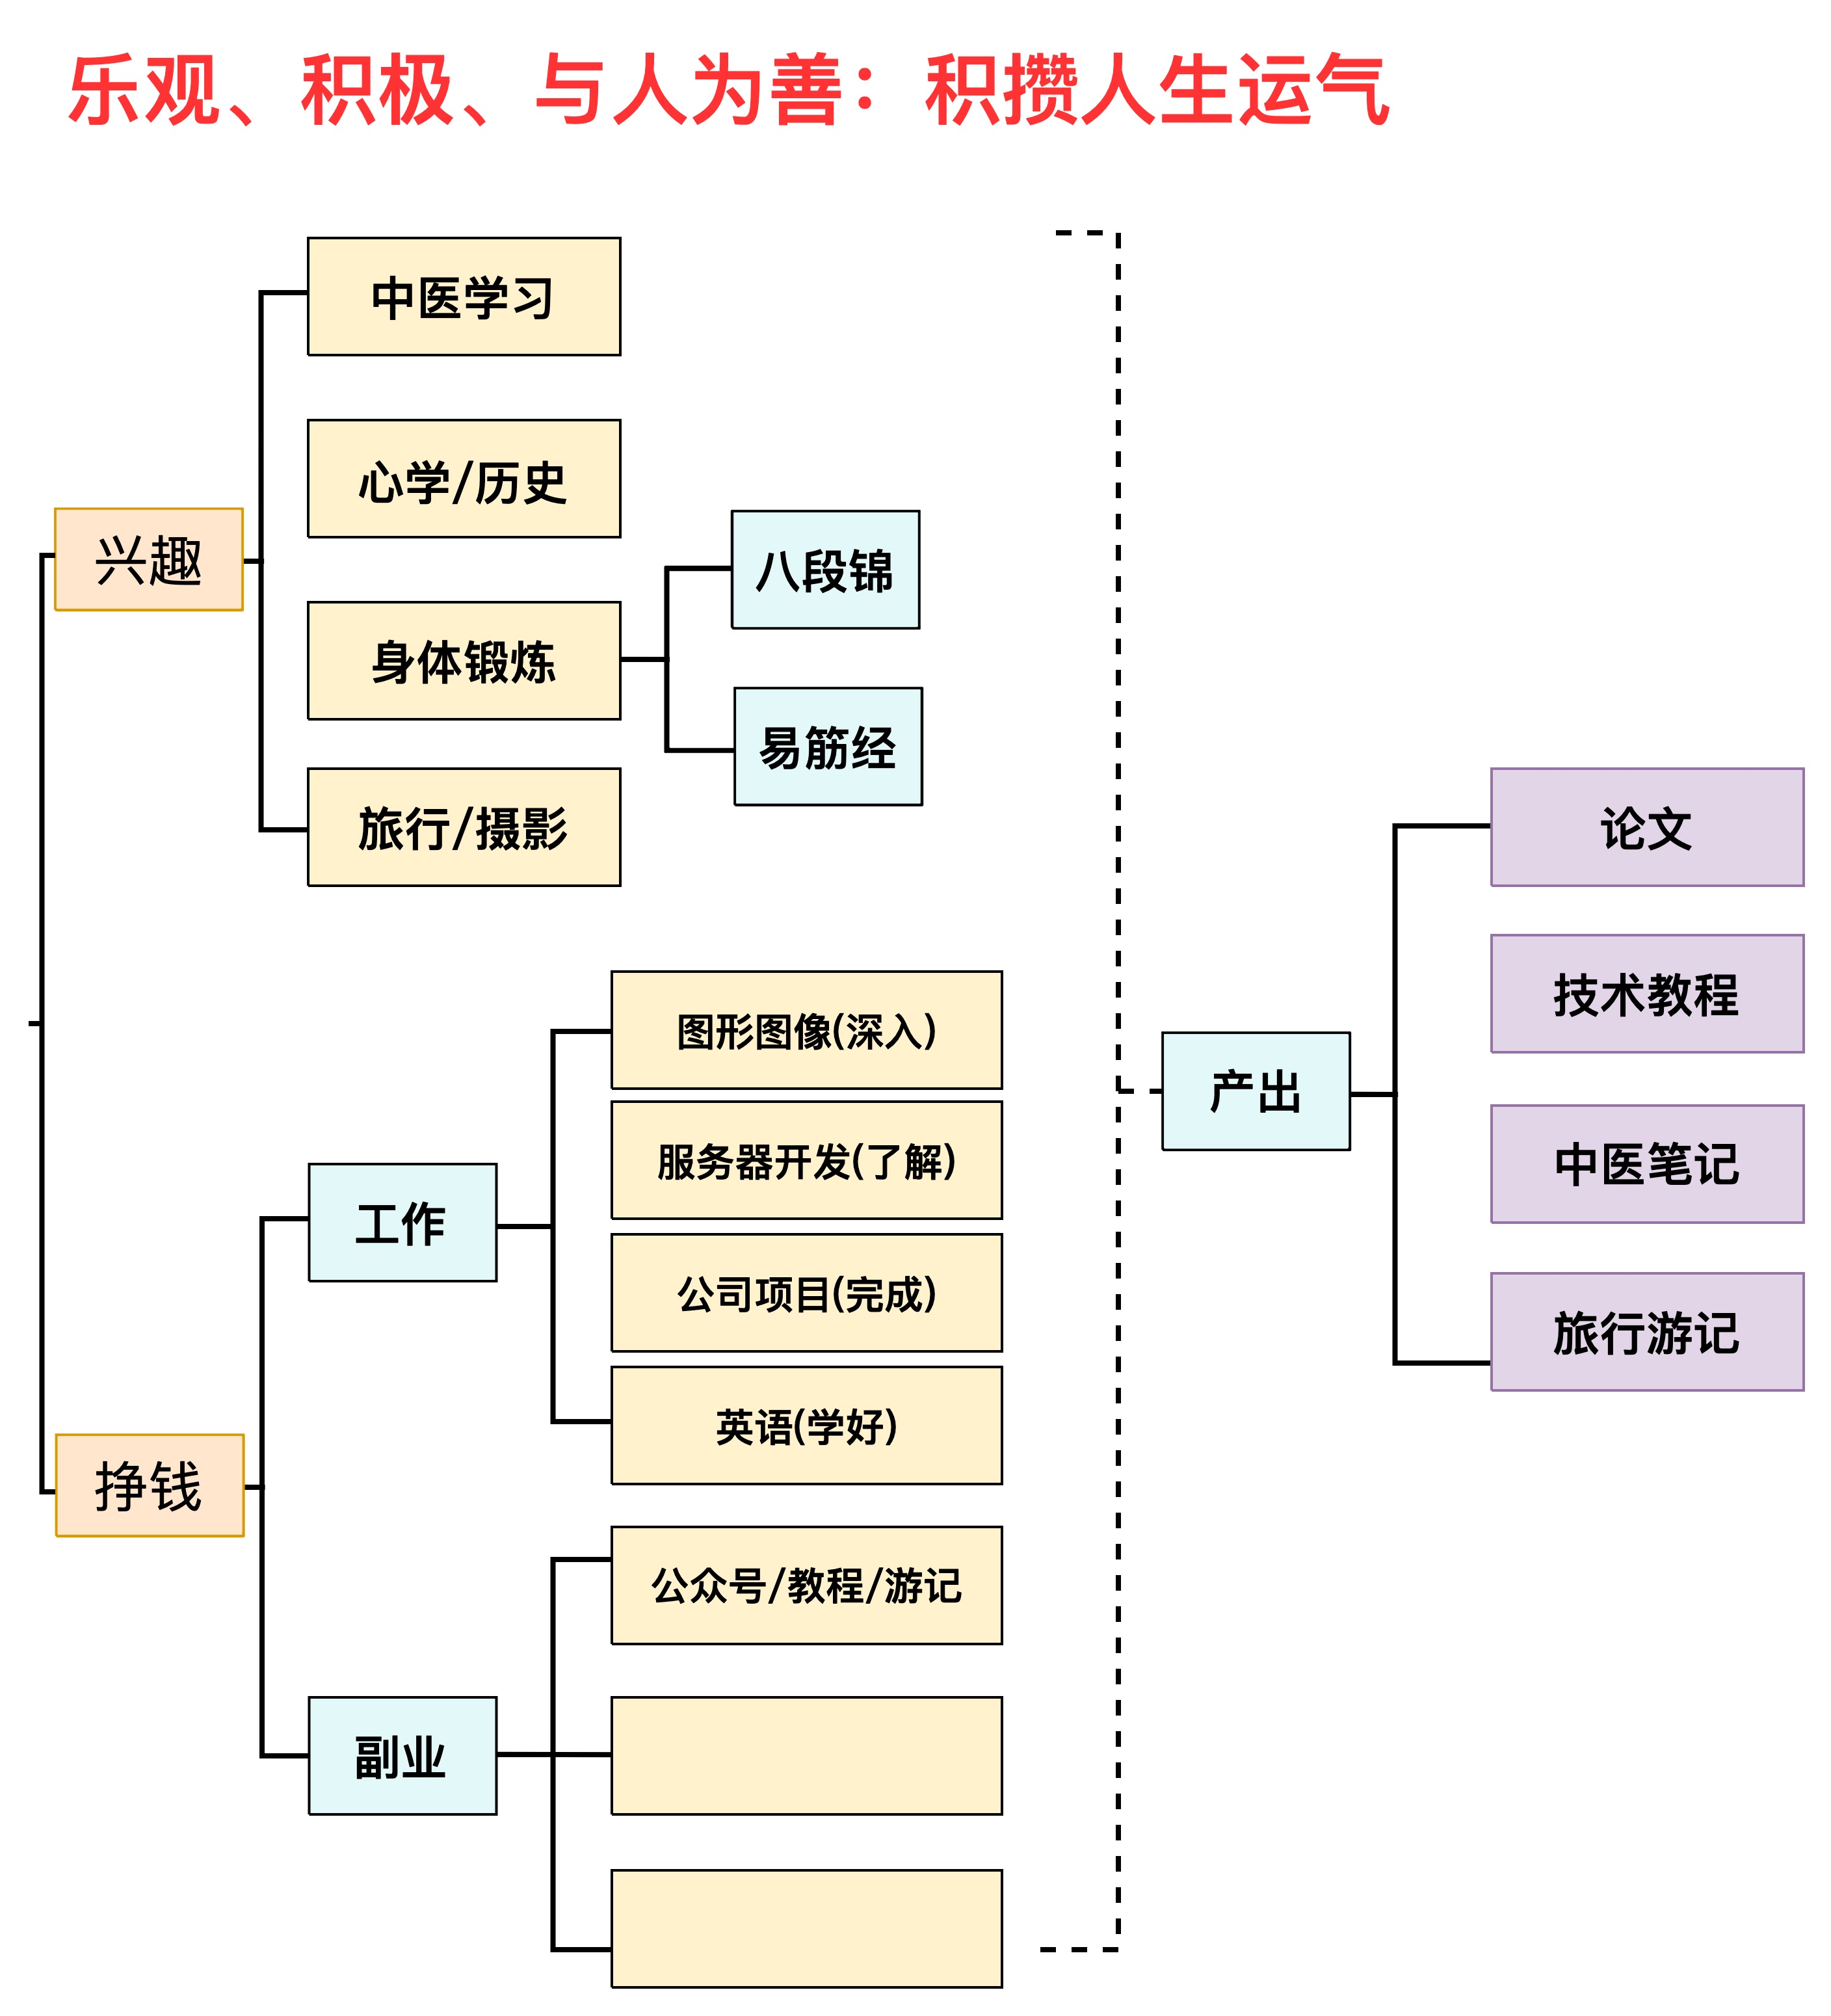 乐观、积极、与人为善：积攒人生运气
中医学习
心学/历史
兴趣
八段锦
身体锻炼
易筋经
旅行/摄影
论文
技术教程
图形图像(深入)
产出
服务器开发(了解)
中医笔记
工作
公司项目(完成)
旅行游记
英语(学好)
挣钱
公众号/教程/游记
副业